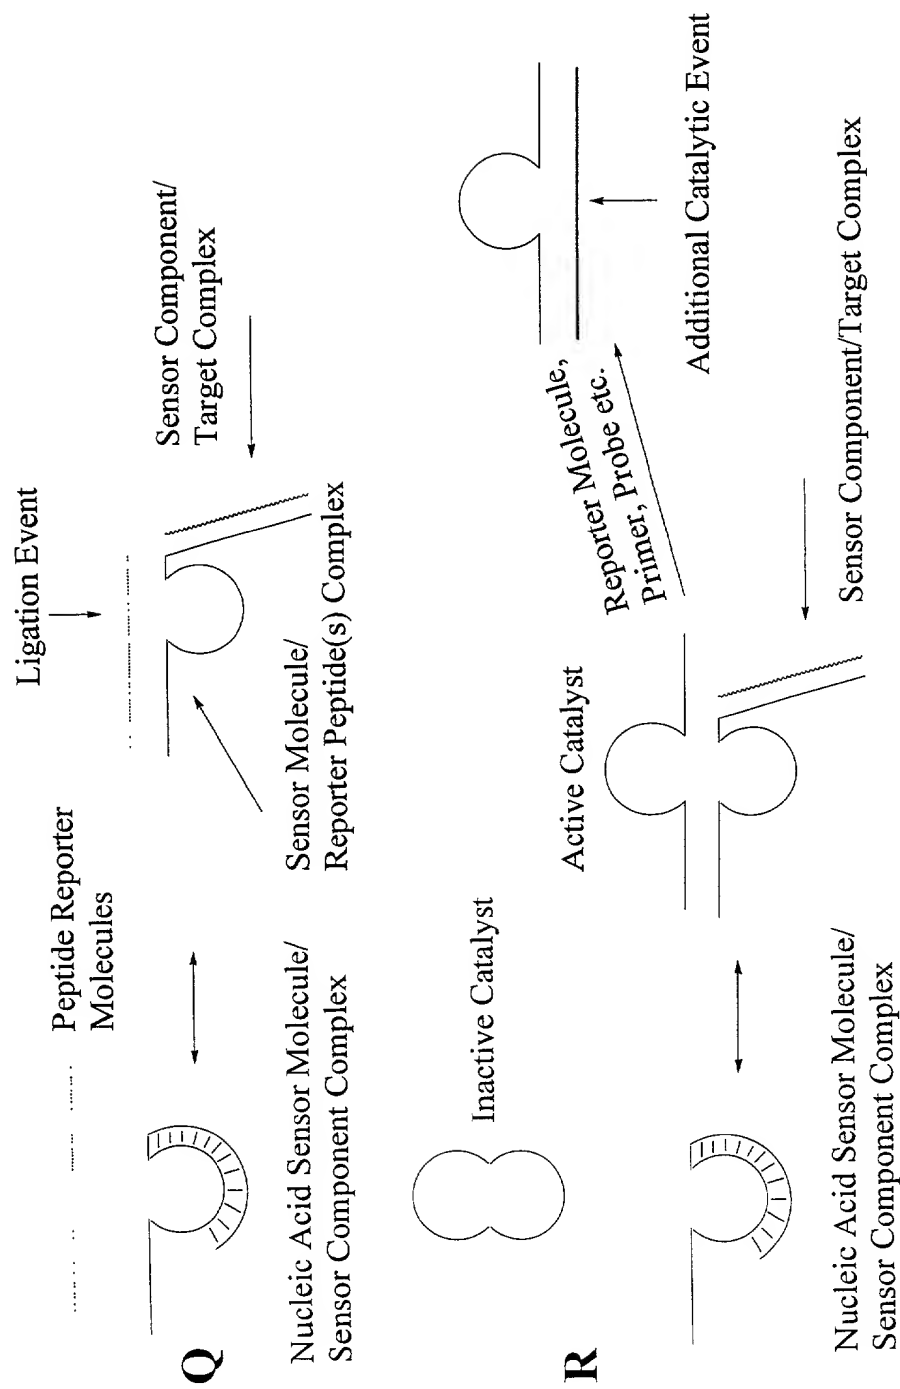 Q
Peptide Reporter
Molecules
Nucleic Acid Sensor Molecule/
Sensor Component Complex
Ligation Event
Sensor Molecule/
Reporter Peptide(s) Complex
Sensor Component/
Target Complex
R
Inactive Catalyst
Nucleic Acid Sensor Molecule/
Sensor Component Complex
Active Catalyst
Reporter Molecule,
Primer, Probe etc.
Sensor Component/Target Complex
Additional Catalytic Event